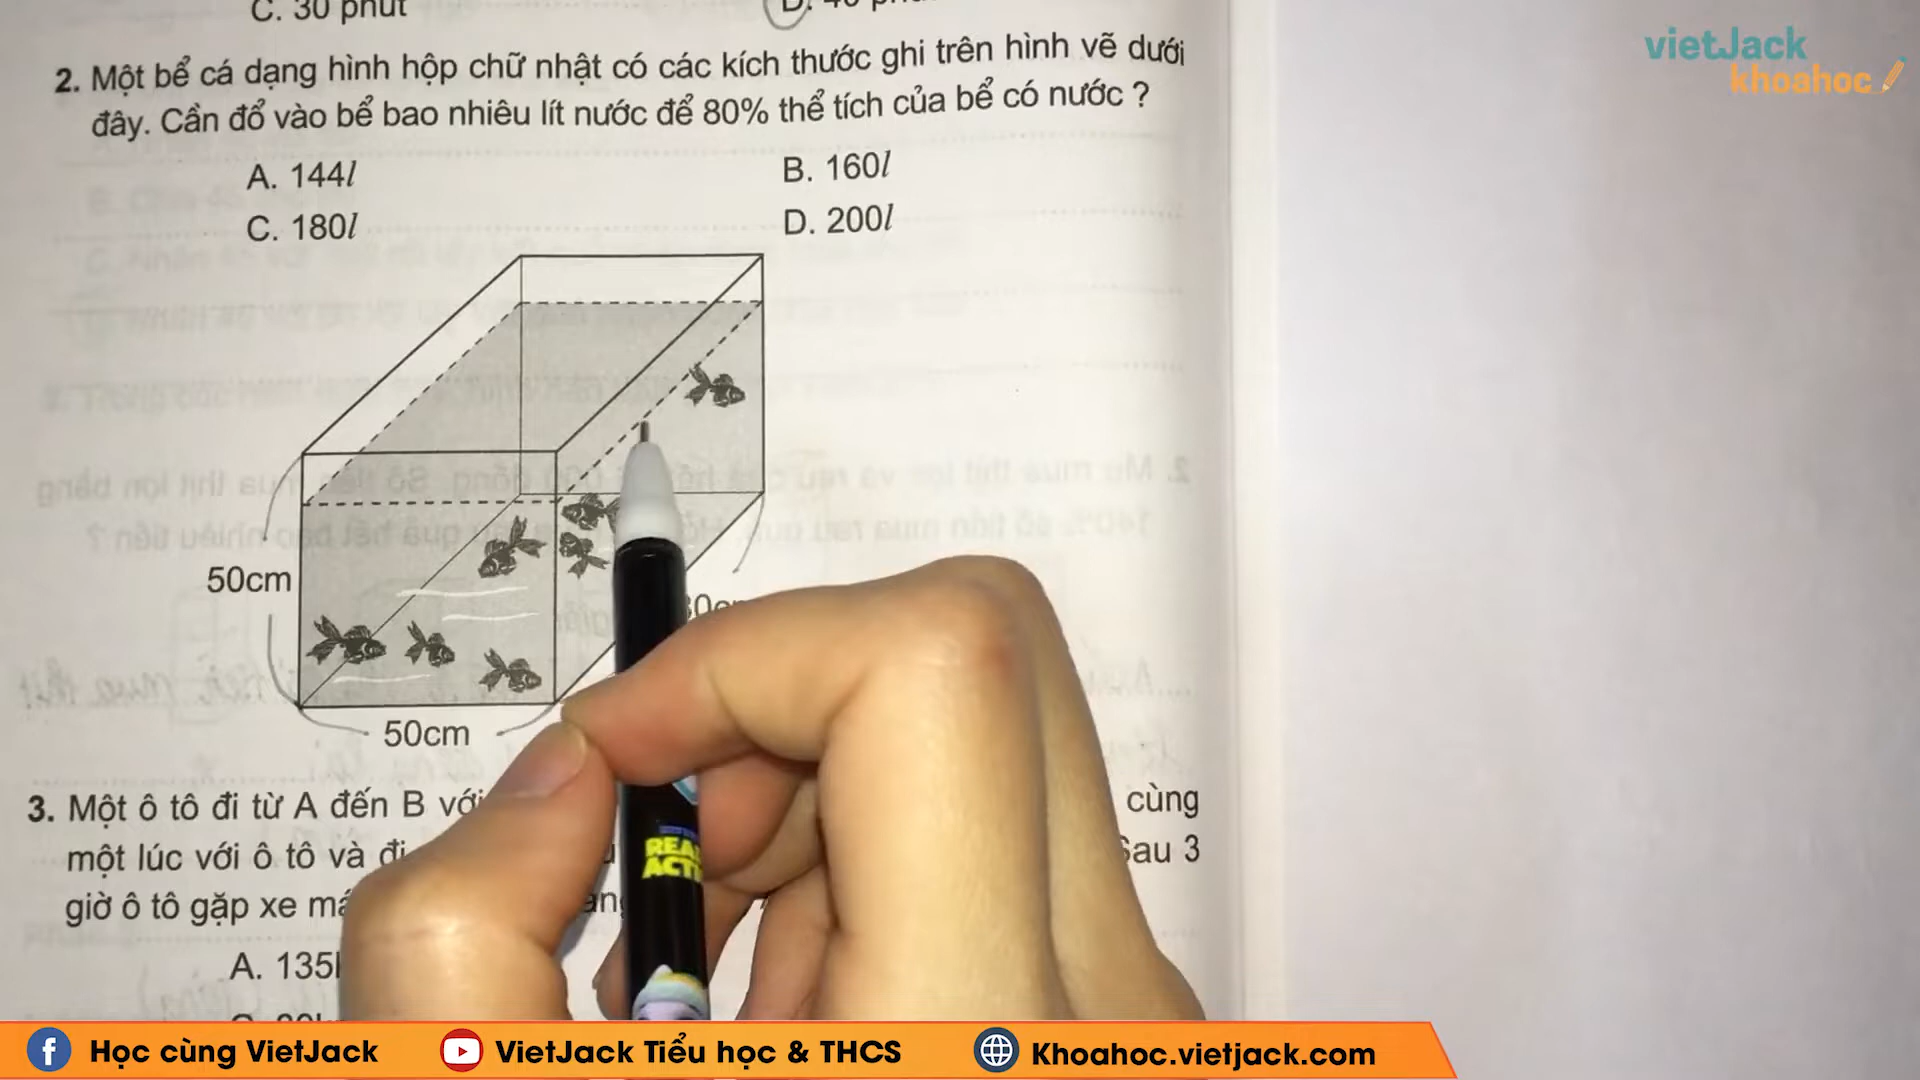 C. 30 phút
2. Một bể cá dạng hình hộp chữ nhật có các kích thước ghi trên hình vẽ dưới
đây. Cần đổ vào bể bao nhiêu lít nước để 80% thể tích của bể có nước ?
A. 144l
B. 160l
C. 180l
D. 200l
50cm
50cm
3. Một ô tô đi từ A đến B với cùng
một lúc với ô tô và đi Sau 3
giờ ô tô gặp xe
A. 135
vietJack
khoahoc
Học cùng VietJack
VietJack Tiểu học & THCS
Khoahoc.vietjack.com